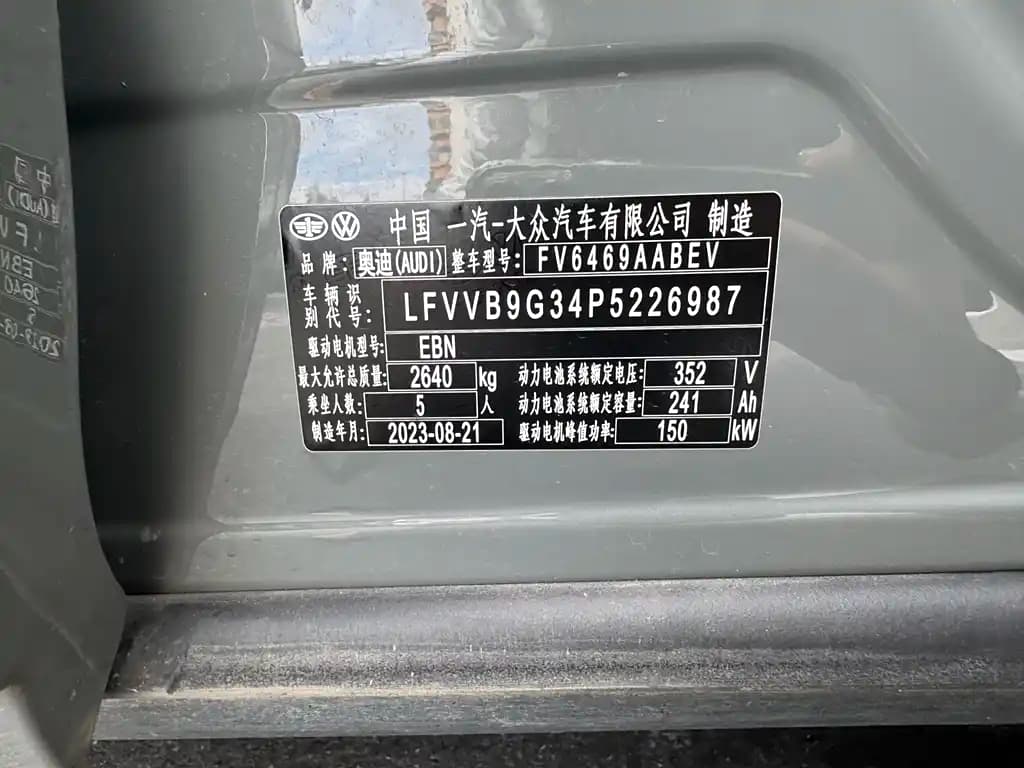 中国 一汽-大众汽车有限公司 制造
品牌: 奥迪(AUDI) 整车型号: FV6469AABEV
车辆识别代号: LFVVB9G34P5226987
驱动电机型号: EBN
最大允许总质量: 2640 kg 动力电池系统额定电压: 352 V
乘坐人数: 5 人 动力电池系统额定容量: 241 Ah
制造年月: 2023-08-21 驱动电机峰值功率: 150 kW